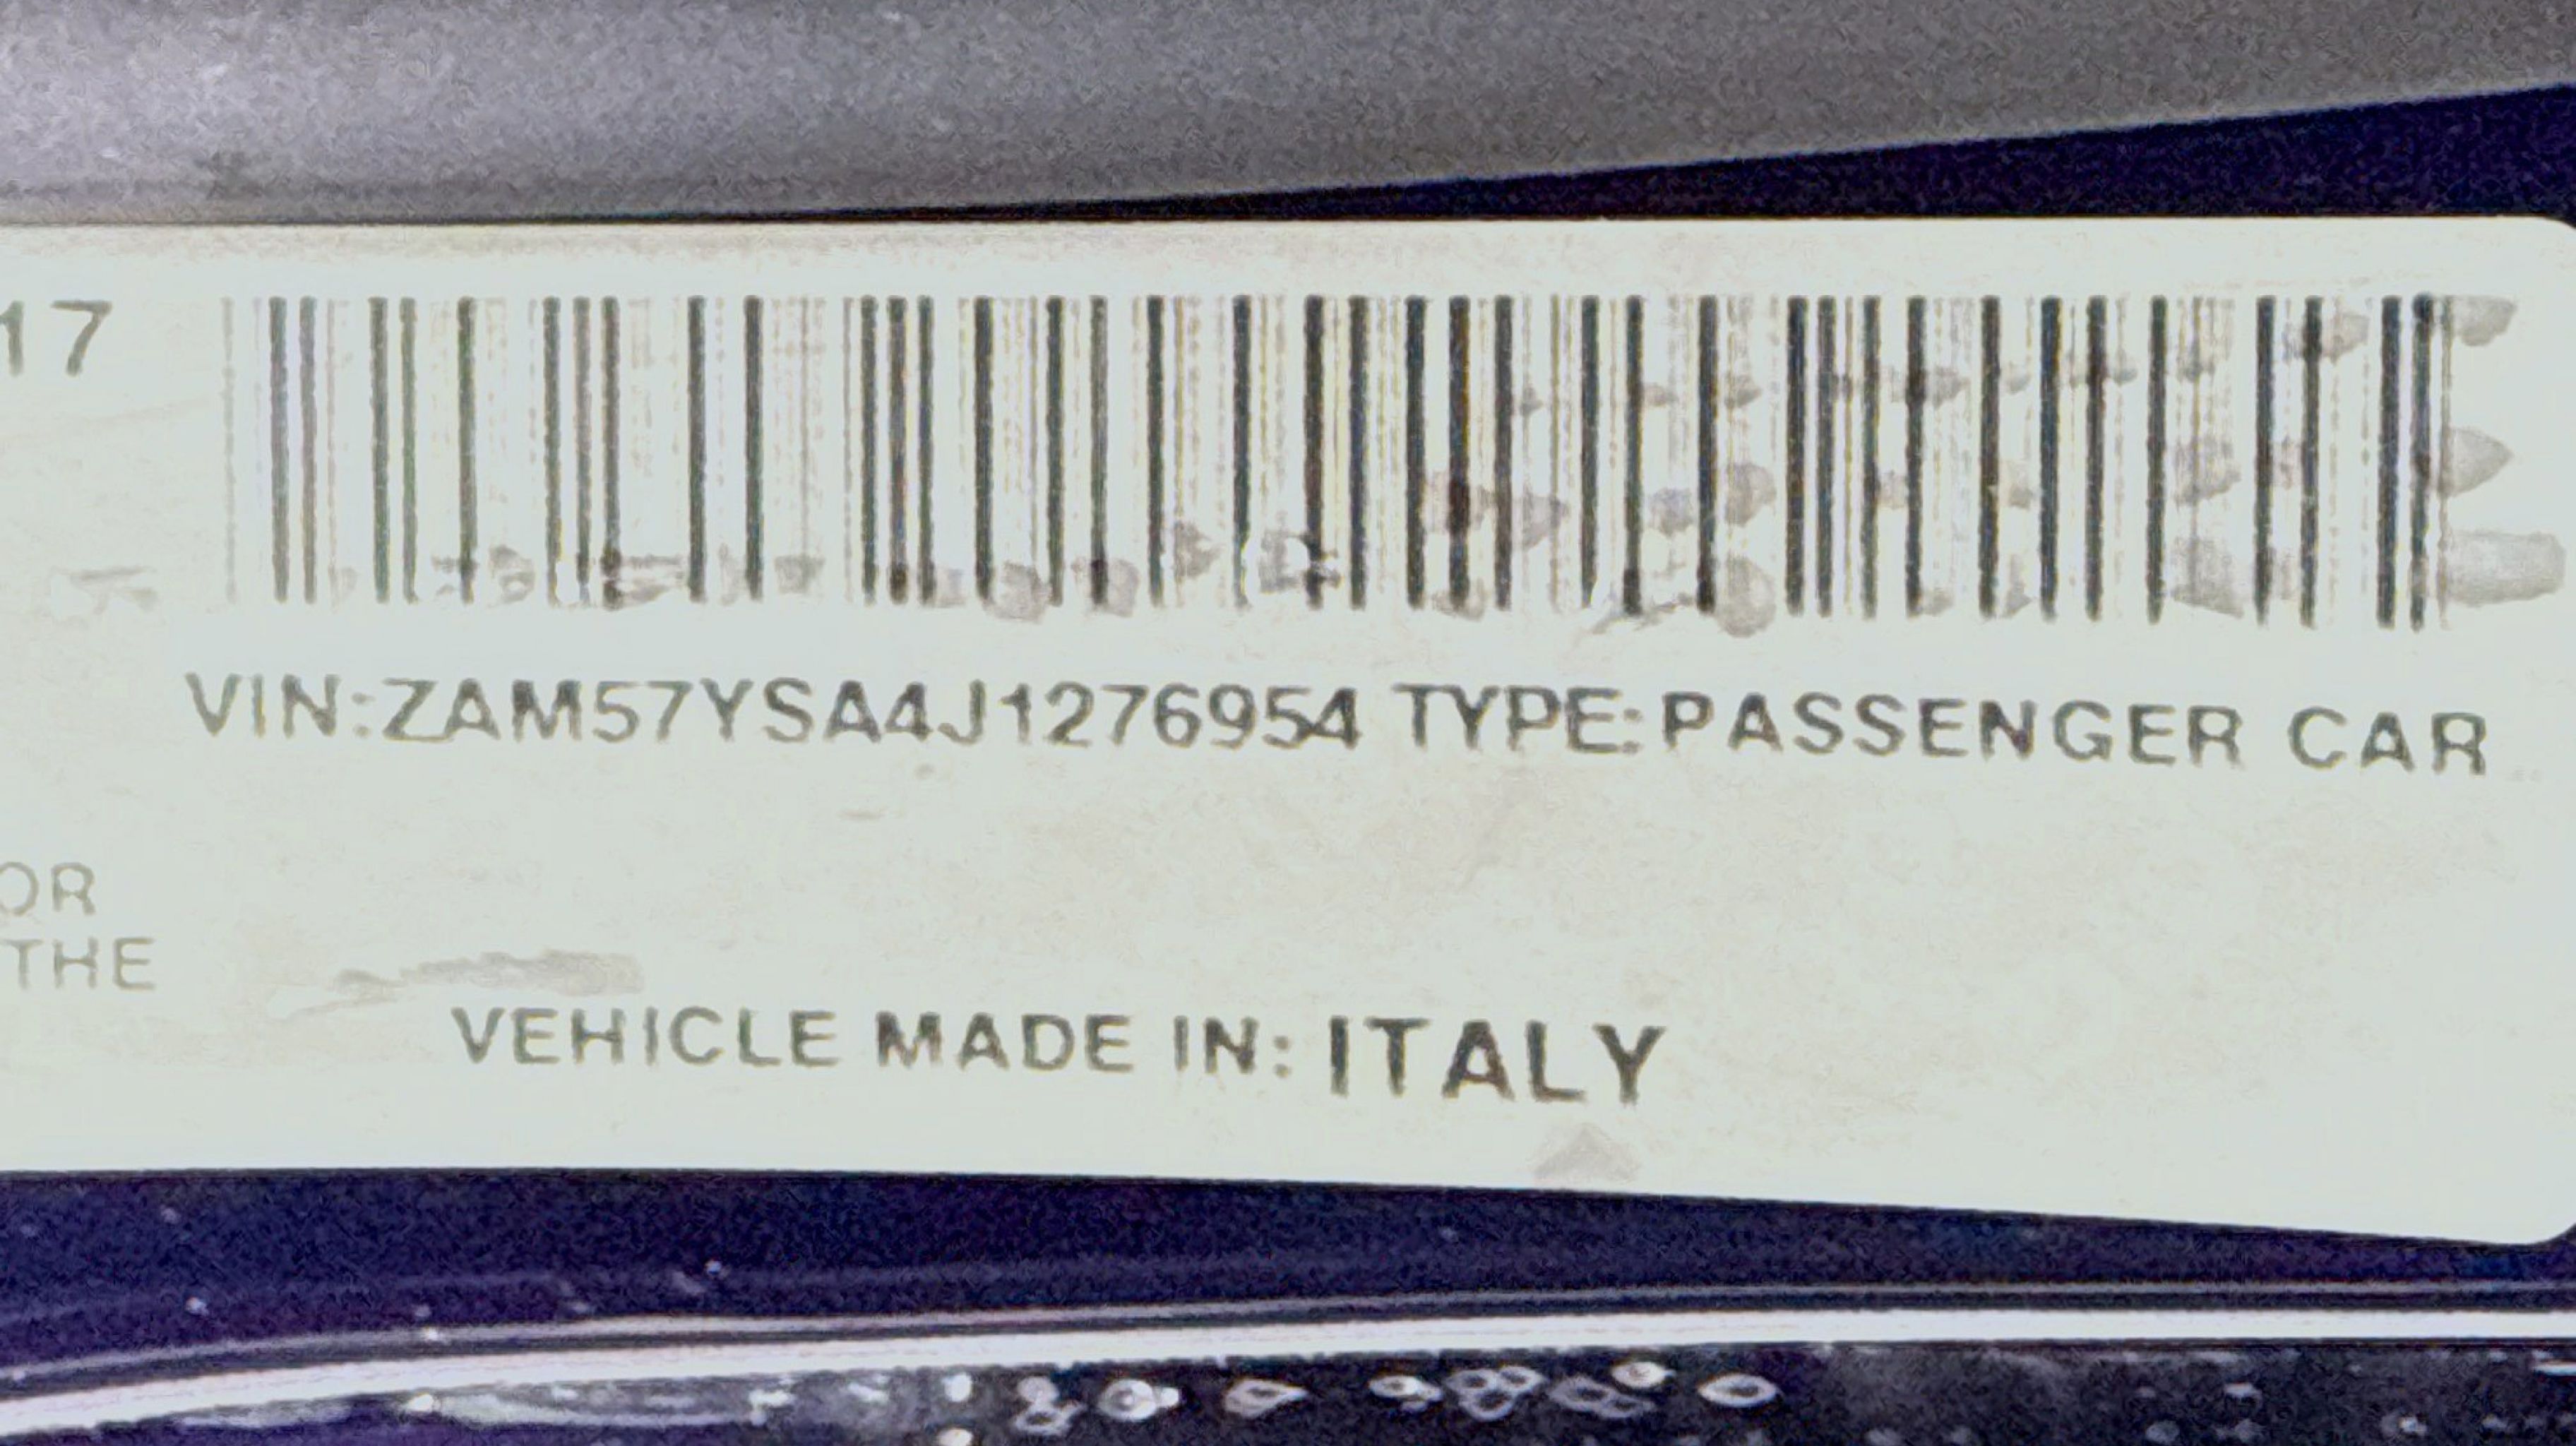 17
VIN:ZAM57YSA4J1276954 TYPE:PASSENGER CAR
OR
THE
VEHICLE MADE IN: ITALY